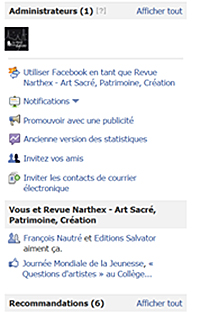 Administrateurs (1) [?] Afficher tout
Utiliser Facebook en tant que Revue
Narthex - Art Sacré, Patrimoine, Création
Notifications
Promouvoir avec une publicité
Ancienne version des statistiques
Invitez vos amis
Inviter les contacts de courrier
électronique
Vous et Revue Narthex - Art Sacré,
Patrimoine, Création
François Nautré et Editions Salvator
aiment ça.
Journée Mondiale de la Jeunesse, «
Questions d'artistes » au Collège...
Recommandations (6) Afficher tout